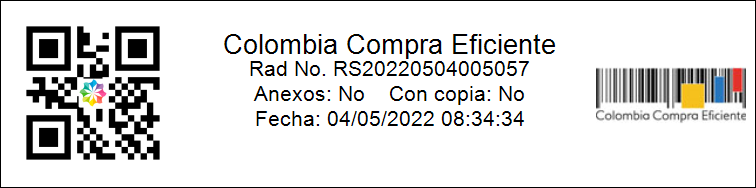 Colombia Compra Eficiente
Rad No. RS20220504005057
Anexos: No Con copia: No
Fecha: 04/05/2022 08:34:34
Colombia Compra Eficiente